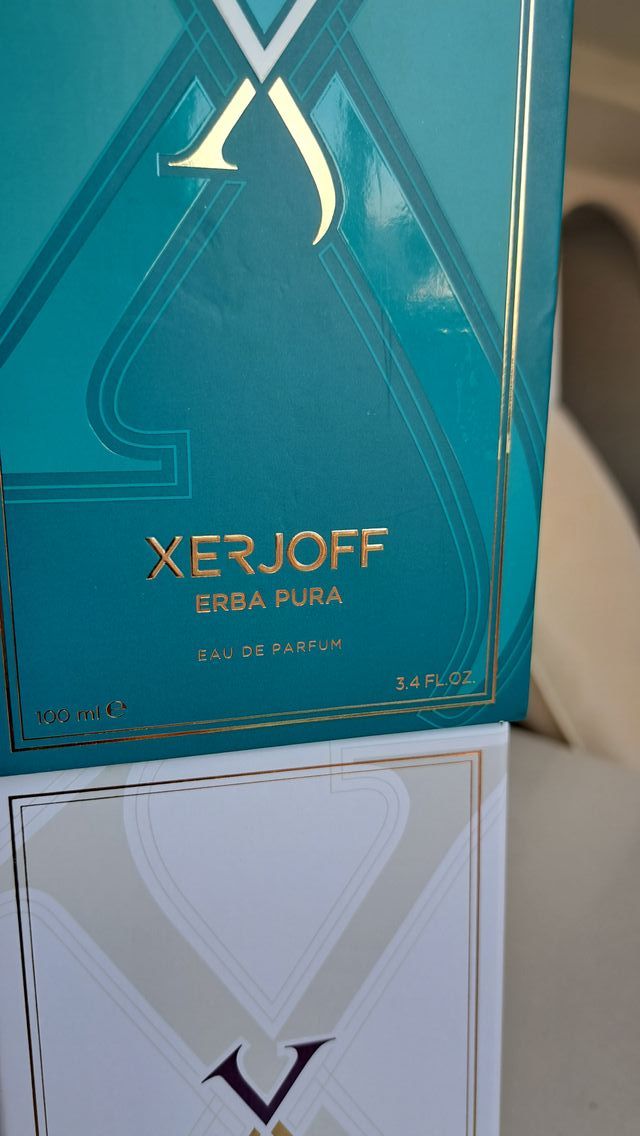 XERJOFF
ERBA PURA
EAU DE PARFUM
3.4 FL.OZ.
100 ml ℮